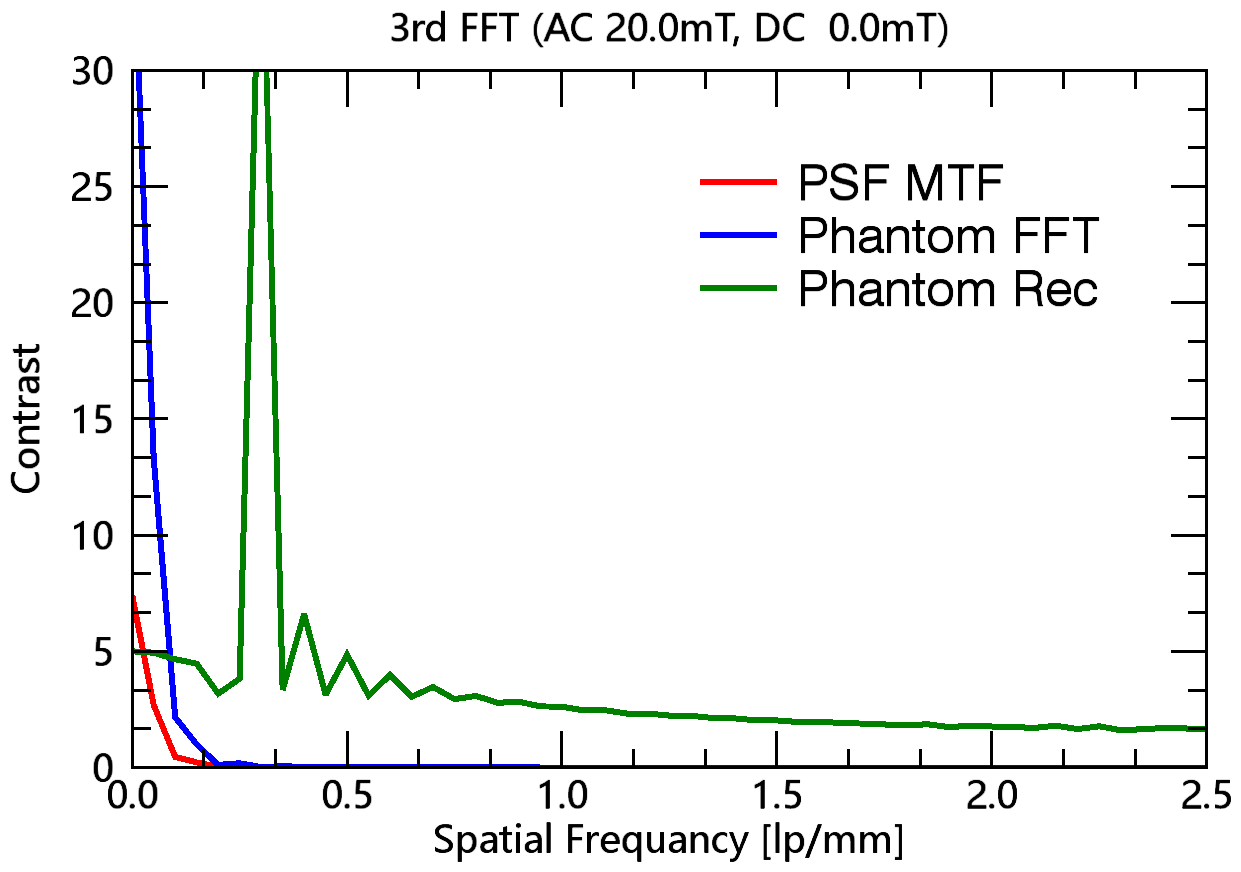 3rd FFT (AC 20.0mT, DC  0.0mT)
30
25
20
15
10
5
0
Contrast
PSF MTF
Phantom FFT
Phantom Rec
0.0 0.5 1.0 1.5 2.0 2.5
Spatial Frequancy [lp/mm]